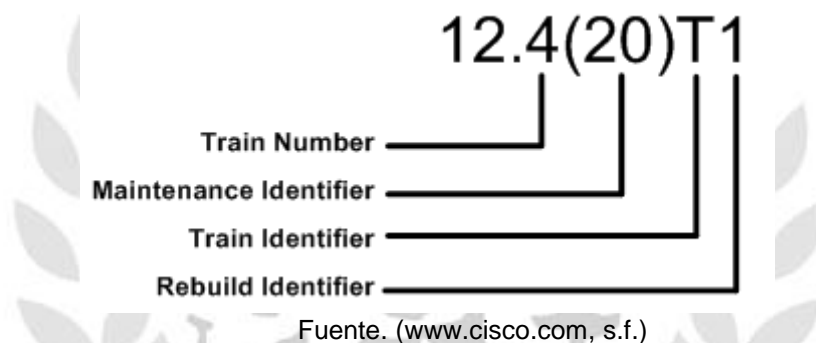 12.4(20)T1
Train Number
Maintenance Identifier
Train Identifier
Rebuild Identifier
Fuente. (www.cisco.com, s.f.)